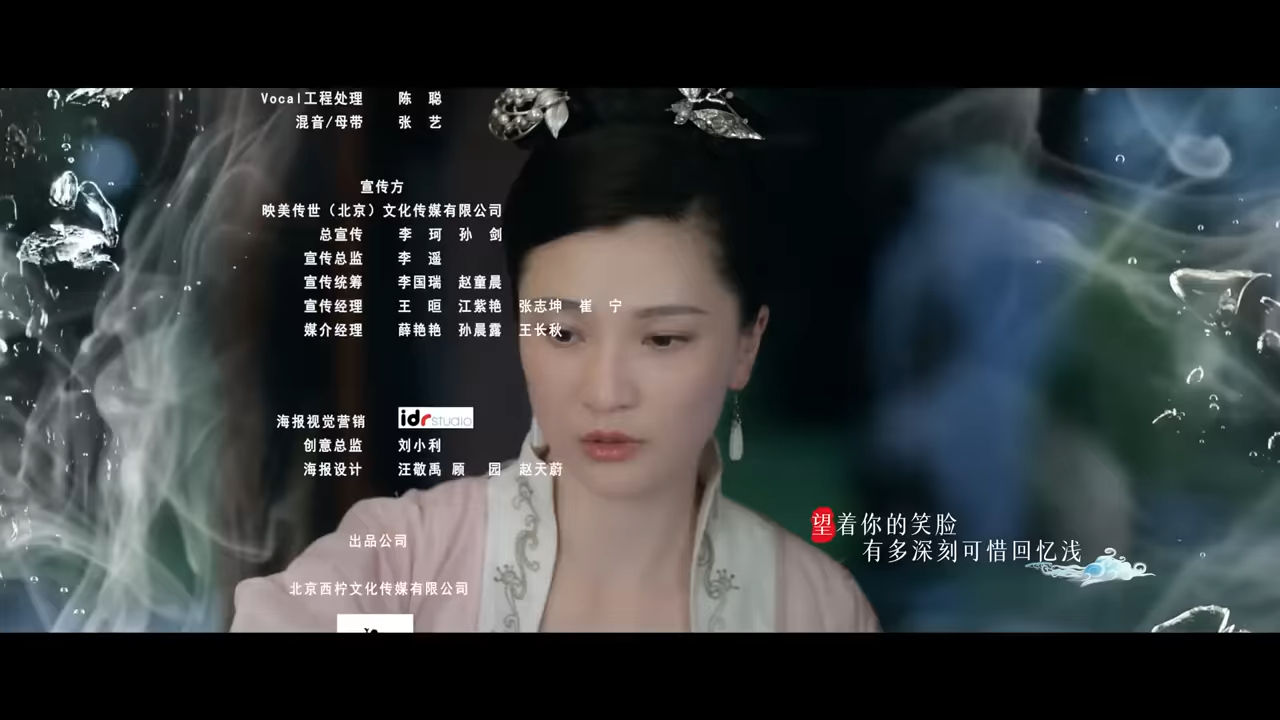 Vocal工程处理 陈 聪
混音/母带 张 艺
宣传方
映美传世（北京）文化传媒有限公司
总宣传 李 珂 孙 剑
宣传总监 李 遥
宣传统筹 李国瑞 赵童晨
宣传经理 王 晅 江紫艳 张志坤 崔 宁
媒介经理 薛艳艳 孙晨露 王长秋
海报视觉营销 idr studio
创意总监 刘小利
海报设计 汪敬禹 顾 园 赵天蔚
出品公司
北京西柠文化传媒有限公司
望着你的笑脸
有多深刻可惜回忆浅